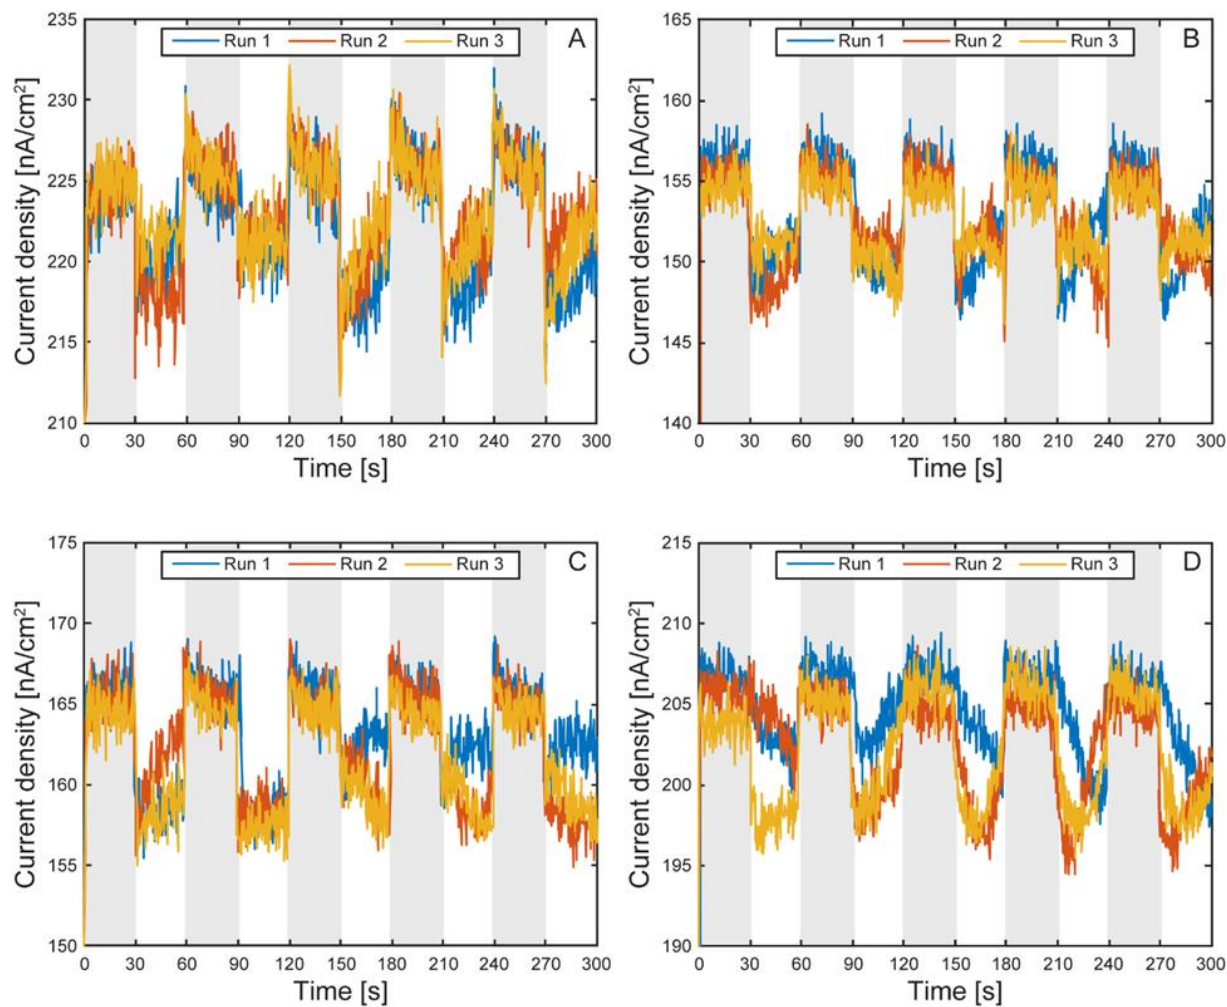 Run 1 Run 2 Run 3 A
235
230
225
220
215
210
Current density [nA/cm²]
0 30 60 90 120 150 180 210 240 270 300
Time [s]
Run 1 Run 2 Run 3 B
165
160
155
150
145
140
Current density [nA/cm²]
0 30 60 90 120 150 180 210 240 270 300
Time [s]
Run 1 Run 2 Run 3 C
175
170
165
160
155
150
Current density [nA/cm²]
0 30 60 90 120 150 180 210 240 270 300
Time [s]
Run 1 Run 2 Run 3 D
215
210
205
200
195
190
Current density [nA/cm²]
0 30 60 90 120 150 180 210 240 270 300
Time [s]